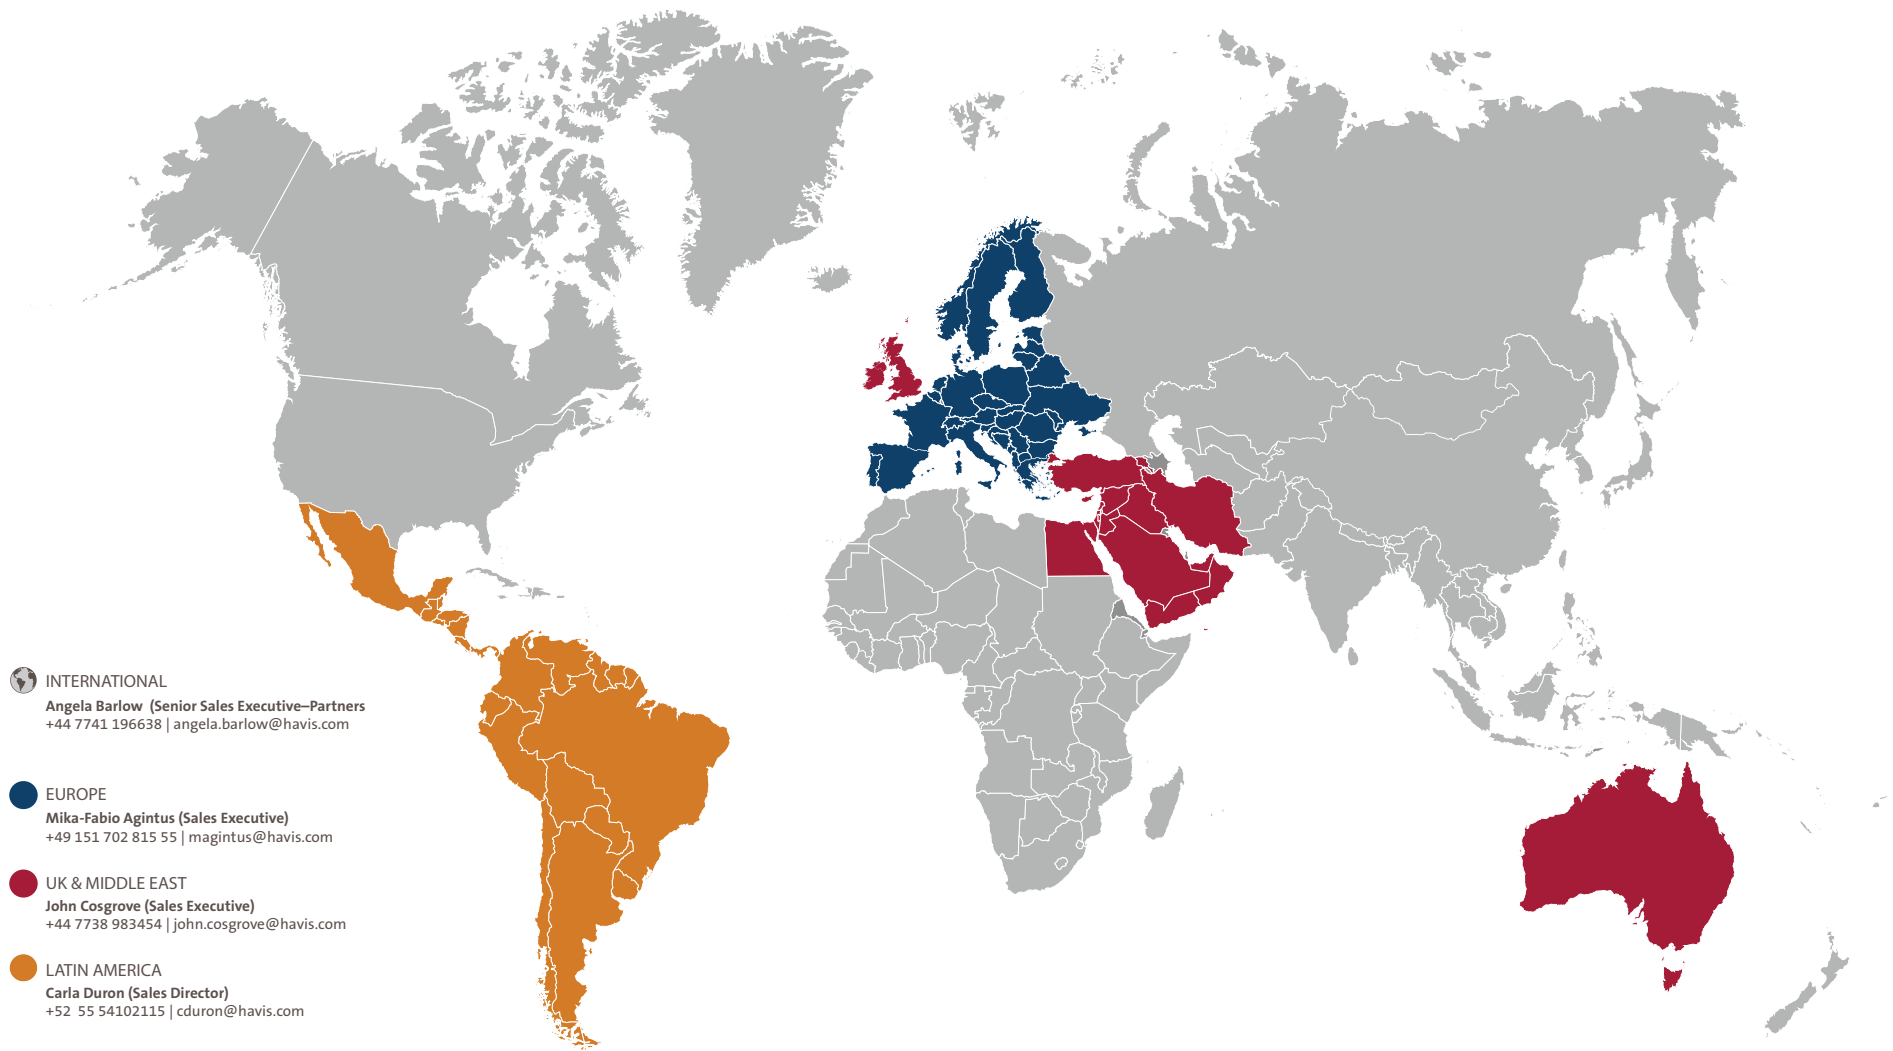 INTERNATIONAL
Angela Barlow (Senior Sales Executive–Partners
+44 7741 196638 | angela.barlow@havis.com
EUROPE
Mika-Fabio Agintus (Sales Executive)
+49 151 702 815 55 | magintus@havis.com
UK & MIDDLE EAST
John Cosgrove (Sales Executive)
+44 7738 983454 | john.cosgrove@havis.com
LATIN AMERICA
Carla Duron (Sales Director)
+52 55 54102115 | cduron@havis.com